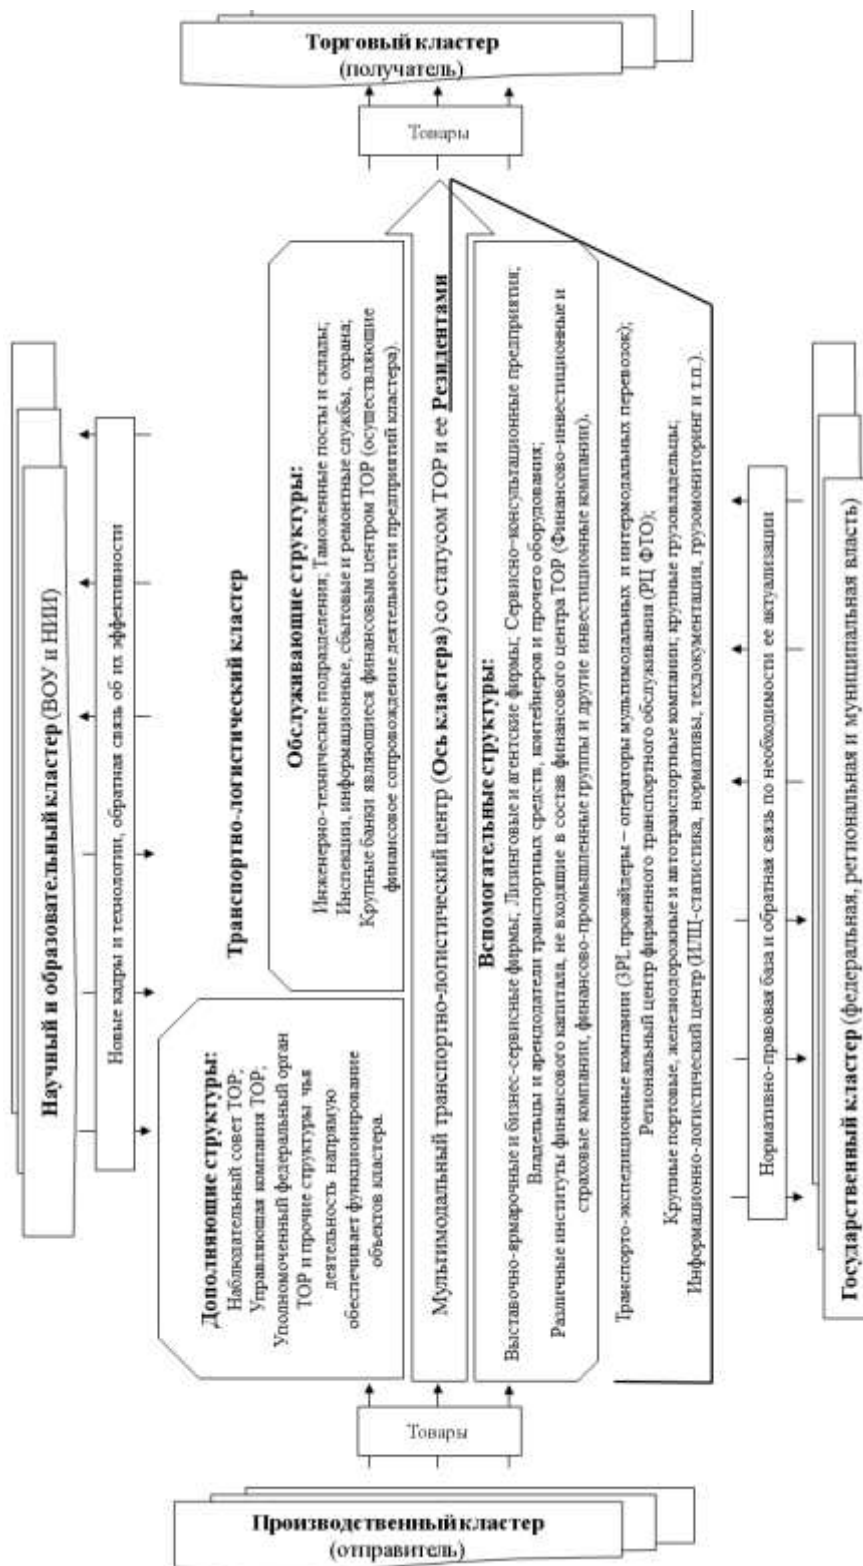 Торговый кластер
(получатель)
Товары
Научный и образовательный кластер (ВОУ и НИИ)
Новые кадры и технологии, обратная связь об их эффективности
Транспортно-логистический кластер
Дополняющие структуры:
Наблюдательный совет ТОР;
Управляющая компания ТОР;
Уполномоченный федеральный орган
ТОР и прочие структуры чья
деятельность напрямую
обеспечивает функционирование
объектов кластера.
Обслуживающие структуры:
Инженерно-технические подразделения; Таможенные посты и склады;
Инспекции, информационные, сбытовые и ремонтные службы, охрана;
Крупные банки являющиеся финансовым центром ТОР (осуществляющие
финансовое сопровождение деятельности предприятий кластера).
Мультимодальный транспортно-логистический центр (Ось кластера) со статусом ТОР и ее Резидентами
Вспомогательные структуры:
Выставочно-ярмарочные и бизнес-сервисные фирмы; Лизинговые и агентские фирмы; Сервисно-консультационные предприятия;
Владельцы и арендодатели транспортных средств, контейнеров и прочего оборудования;
Различные институты финансового капитала, не входящие в состав финансового центра ТОР (Финансово-инвестиционные и
страховые компании, финансово-промышленные группы и другие инвестиционные компании).
Транспорто-экспедиционные компании (3PL провайдеры – операторы мультимодальных и интермодальных перевозок);
Региональный центр фирменного транспортного обслуживания (РЦ ФТО);
Крупные портовые, железнодорожные и автотранспортные компании; крупные грузовладельцы;
Информационно-логистический центр (ИЛЦ-статистика, нормативы, техдокументация, грузомониторинг и т.п.).
Нормативно-правовая база и обратная связь по необходимости ее актуализации
Государственный кластер (федеральная, региональная и муниципальная власть)
Товары
Производственный кластер
(отправитель)